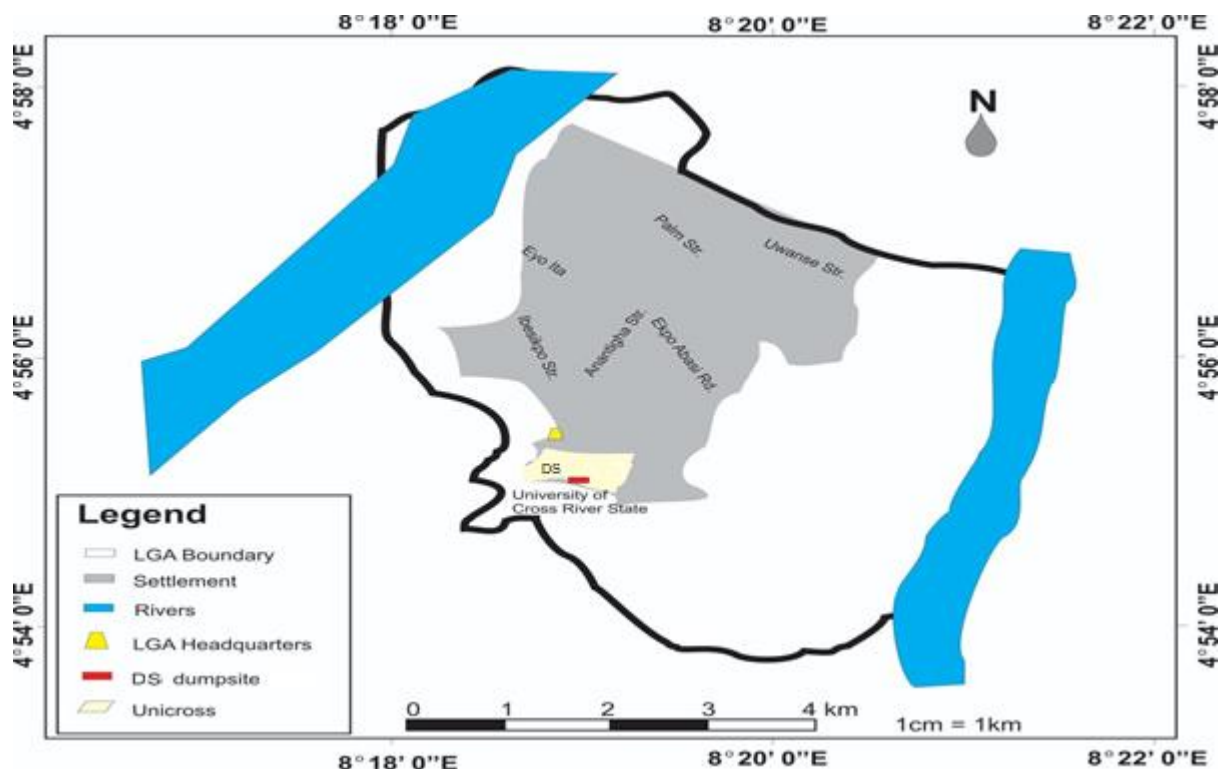 8° 18' 0"E
8° 20' 0"E
8° 22' 0"E
4° 58' 0"E
4° 58' 0"E
N
Palm Str.
Uwanse Str.
Eyo Ita
Ibesikpo Str.
Anantigha Str.
Ekpo Abasi Rd.
4° 56' 0"E
4° 56' 0"E
DS
University of
Cross River State
Legend
LGA Boundary
Settlement
Rivers
LGA Headquarters
DS dumpsite
Unicross
4° 54' 0"E
4° 54' 0"E
0 1 2 3 4 km
1cm = 1km
8° 18' 0"E
8° 20' 0"E
8° 22' 0"E